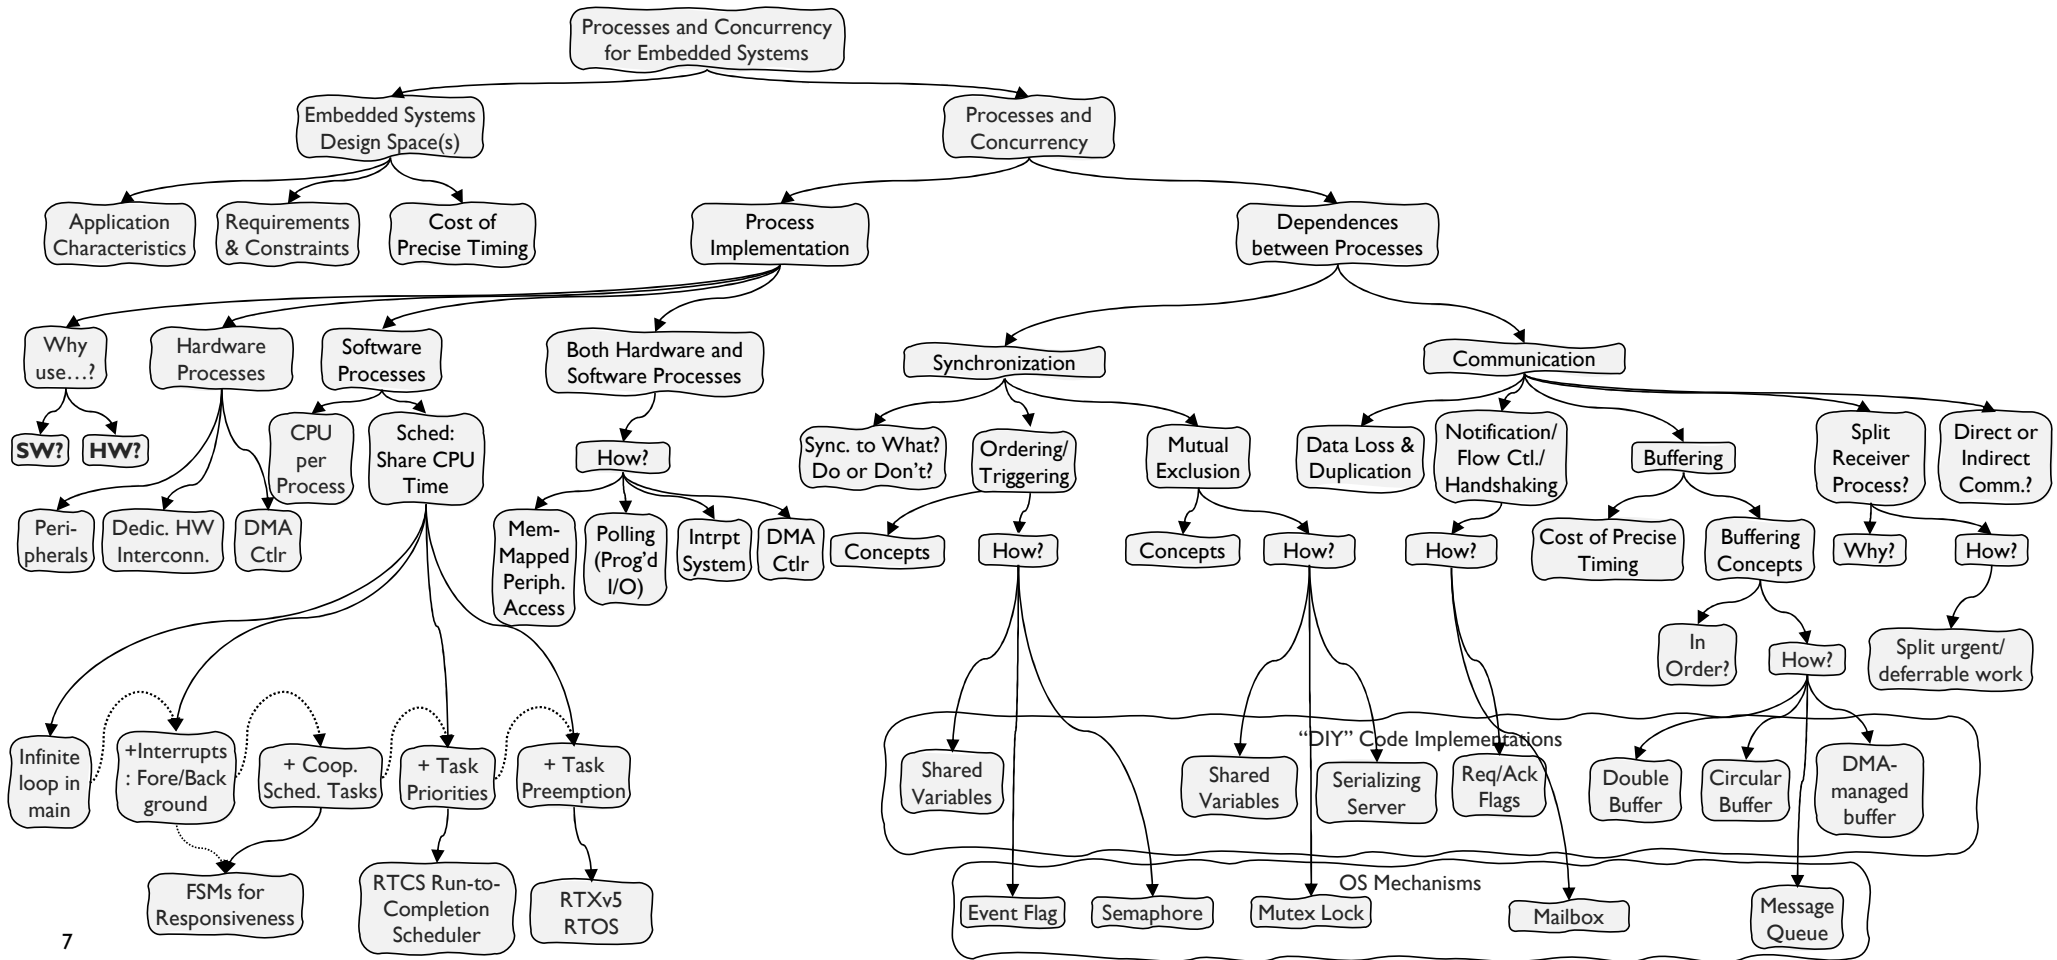 Processes and Concurrency
for Embedded Systems
Embedded Systems
Design Space(s)
Processes and
Concurrency
Application
Characteristics
Requirements
& Constraints
Cost of
Precise Timing
Process
Implementation
Dependences
between Processes
Why
use…?
Hardware
Processes
Software
Processes
Both Hardware and
Software Processes
Synchronization
Communication
SW?
HW?
CPU
per
Process
Sched:
Share CPU
Time
How?
Sync. to What?
Do or Don't?
Ordering/
Triggering
Mutual
Exclusion
Data Loss &
Duplication
Notification/
Flow Ctl./
Handshaking
Buffering
Split
Receiver
Process?
Direct or
Indirect
Comm.?
Peri-
pherals
Dedic. HW
Interconn.
DMA
Ctlr
Mem-
Mapped
Periph.
Access
Polling
(Prog'd
I/O)
Intrpt
System
DMA
Ctlr
Concepts
How?
Concepts
How?
How?
Cost of Precise
Timing
Buffering
Concepts
Why?
How?
In
Order?
How?
Split urgent/
deferrable work
Infinite
loop in
main
+Interrupts
: Fore/Back
ground
+ Coop.
Sched. Tasks
+ Task
Priorities
+ Task
Preemption
"DIY" Code Implementations
Shared
Variables
Shared
Variables
Serializing
Server
Req/Ack
Flags
Double
Buffer
Circular
Buffer
DMA-
managed
buffer
FSMs for
Responsiveness
RTCS Run-to-
Completion
Scheduler
RTXv5
RTOS
OS Mechanisms
Event Flag
Semaphore
Mutex Lock
Mailbox
Message
Queue
7